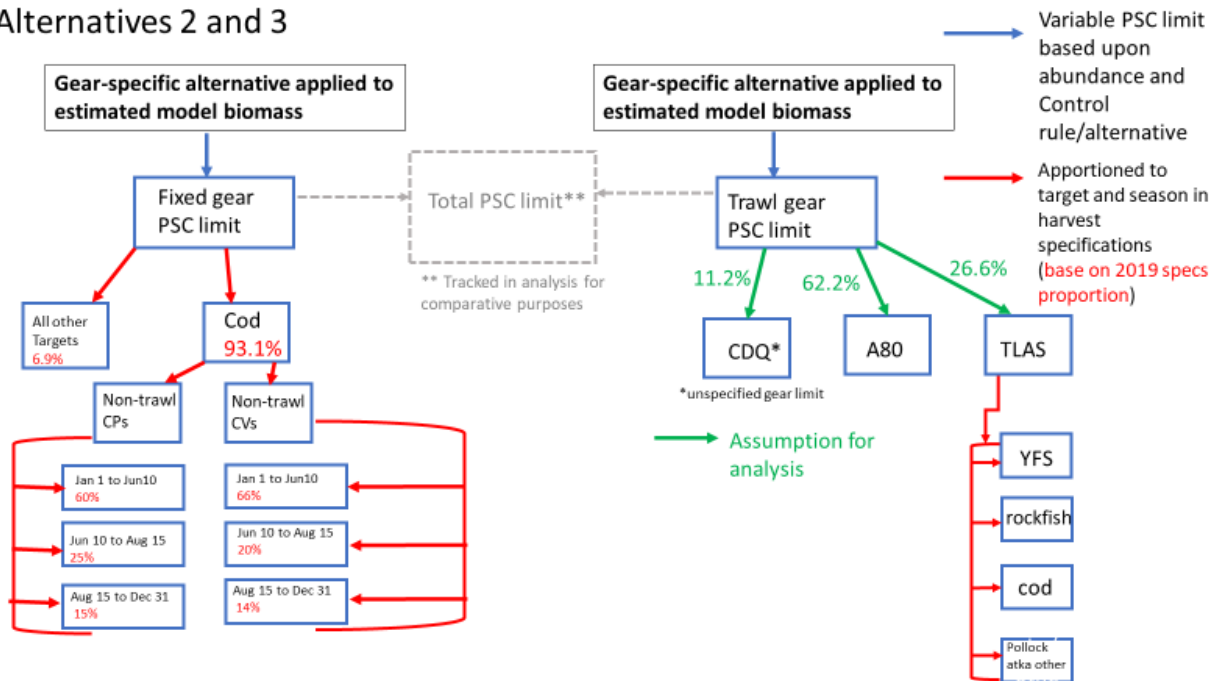 Alternatives 2 and 3
Gear-specific alternative applied to
estimated model biomass
Gear-specific alternative applied to
estimated model biomass
Variable PSC limit
based upon
abundance and
Control
rule/alternative
Apportioned to
target and season in
harvest
specifications
(base on 2019 specs
proportion)
Fixed gear
PSC limit
Total PSC limit**
** Tracked in analysis for
comparative purposes
Trawl gear
PSC limit
11.2%
62.2%
26.6%
All other
Targets
6.9%
Cod
93.1%
CDQ*
*unspecified gear limit
A80
TLAS
Assumption for
analysis
Non-trawl
CPs
Non-trawl
CVs
Jan 1 to Jun10
60%
Jun 10 to Aug 15
25%
Aug 15 to Dec 31
15%
Jan 1 to Jun10
66%
Jun 10 to Aug 15
20%
Aug 15 to Dec 31
14%
YFS
rockfish
cod
Pollock
atka other